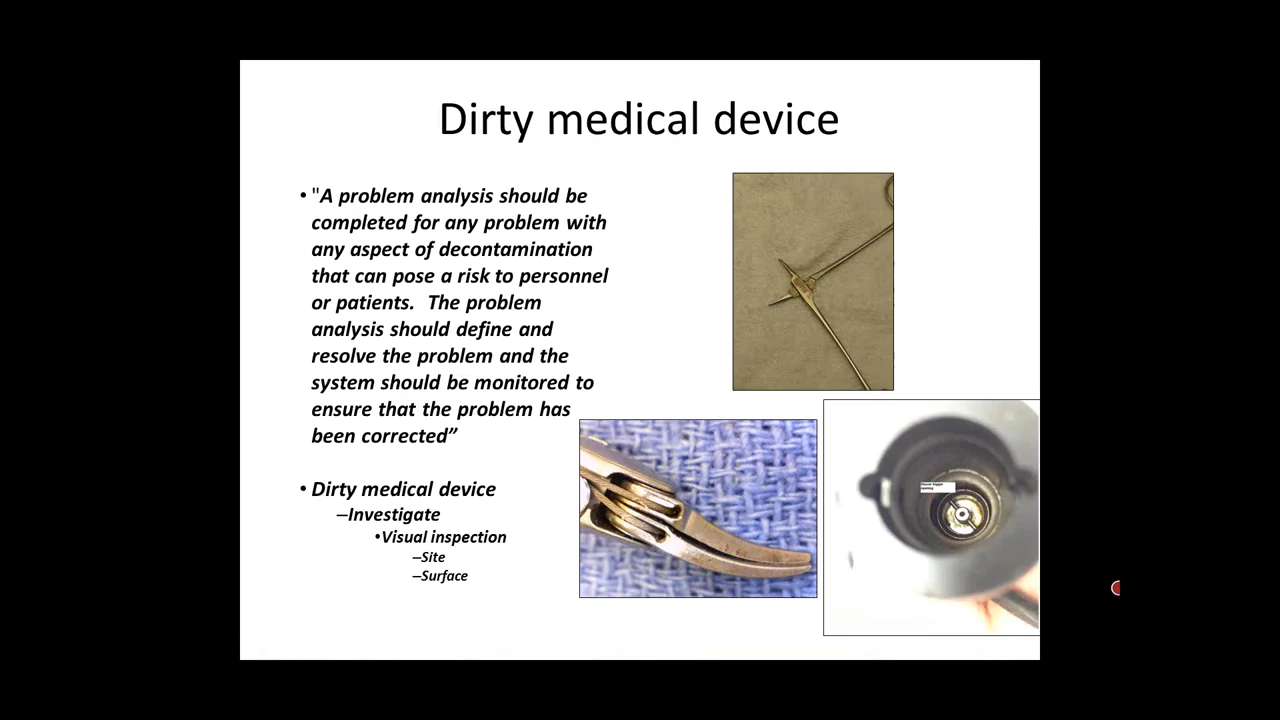 Dirty medical device
• "A problem analysis should be
completed for any problem with
any aspect of decontamination
that can pose a risk to personnel
or patients.  The problem
analysis should define and
resolve the problem and the
system should be monitored to
ensure that the problem has
been corrected”
• Dirty medical device
–Investigate
•Visual inspection
–Site
–Surface